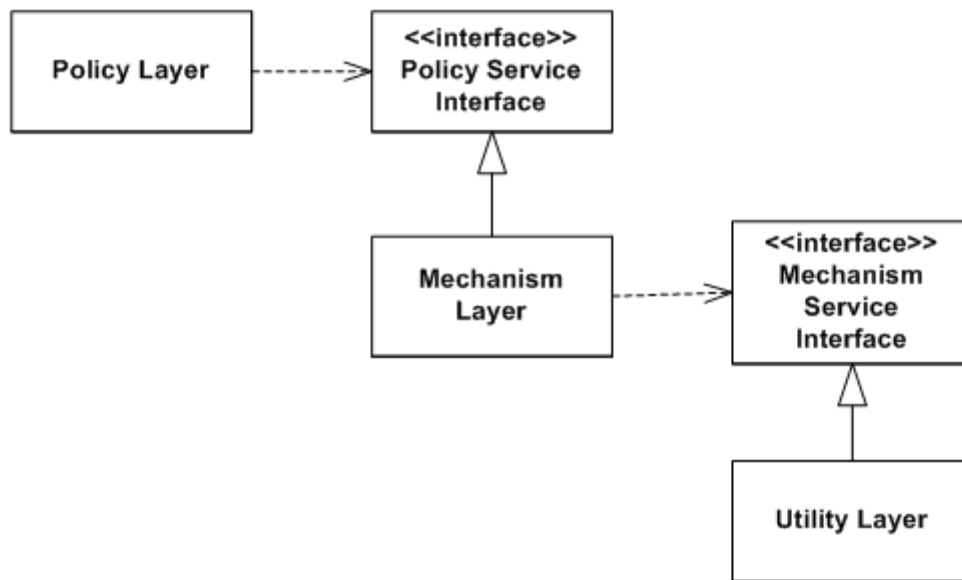 Policy Layer
<<interface>>
Policy Service
Interface
Mechanism
Layer
<<interface>>
Mechanism
Service
Interface
Utility Layer